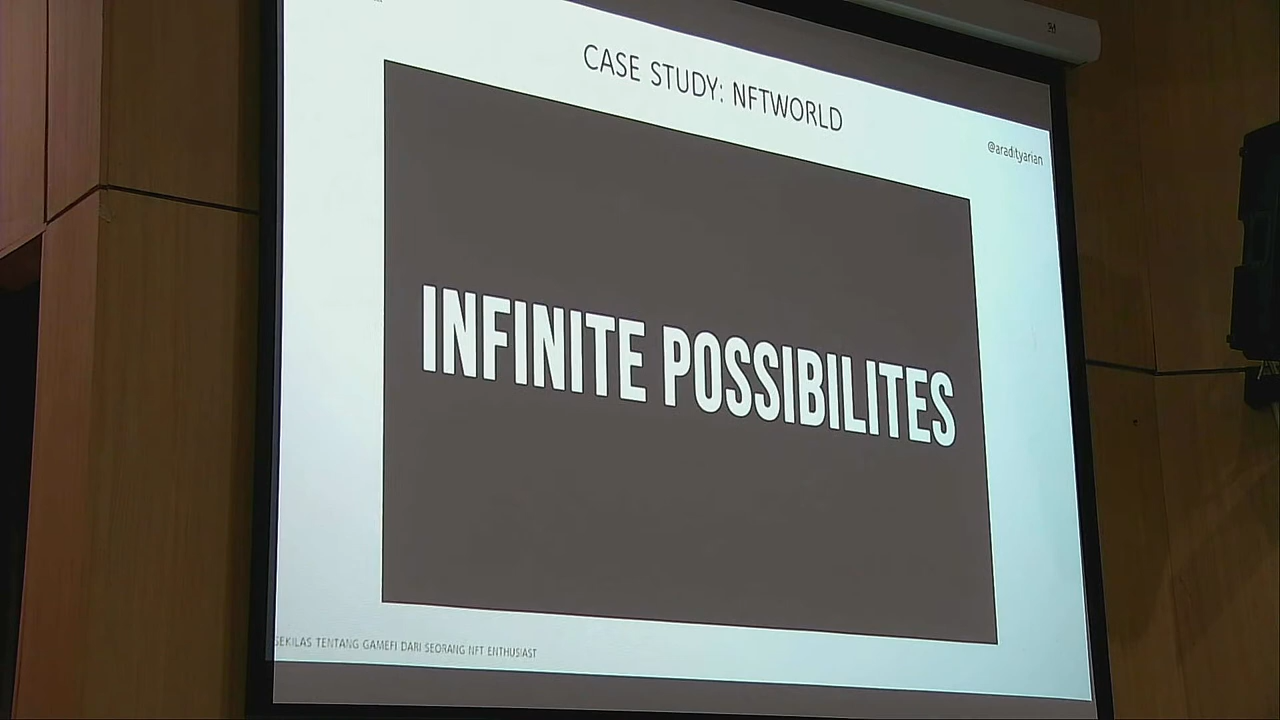 CASE STUDY: NFTWORLD
@aradityarian
INFINITE POSSIBILITES
SEKILAS TENTANG GAMEFI DARI SEORANG NFT ENTHUSIAST